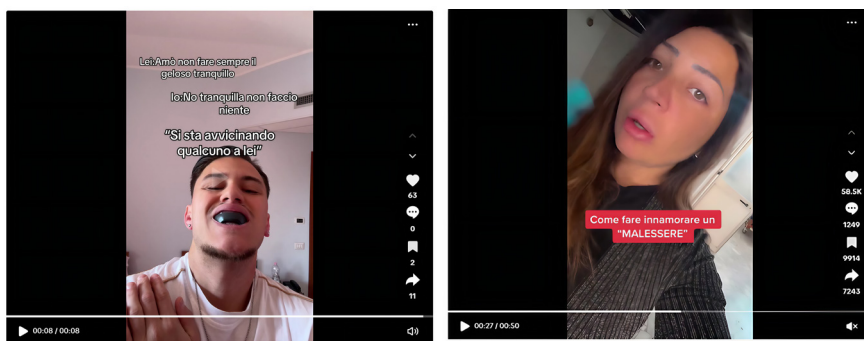 Lei:Amò non fare sempre il
geloso tranquillo
Io:No tranquilla non faccio
niente
“Si sta avvicinando
qualcuno a lei”
63
0
2
11
00:08 / 00:08
Come fare innamorare un
"MALESSERE"
58.5K
1249
9914
7243
00:27 / 00:50